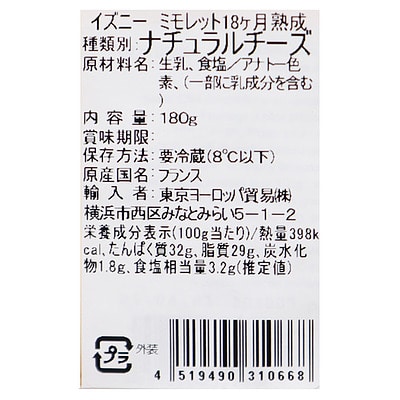 イズニー ミモレット18ヶ月熟成
種類別:ナチュラルチーズ
原材料名: 生乳、食塩/アナトー色
素、(一部に乳成分を含む
)
内容量:180g
賞味期限:
保存方法:要冷蔵(8℃以下)
原産国名:フランス
輸入者:東京ヨーロッパ貿易㈱
横浜市西区みなとみらい5-1-2
栄養成分表示(100g当たり)/熱量398k
cal,たんぱく質32g, 脂質29g, 炭水化
物1.8g, 食塩相当量3.2g(推定値)
プラ 外装
4 519490 310668